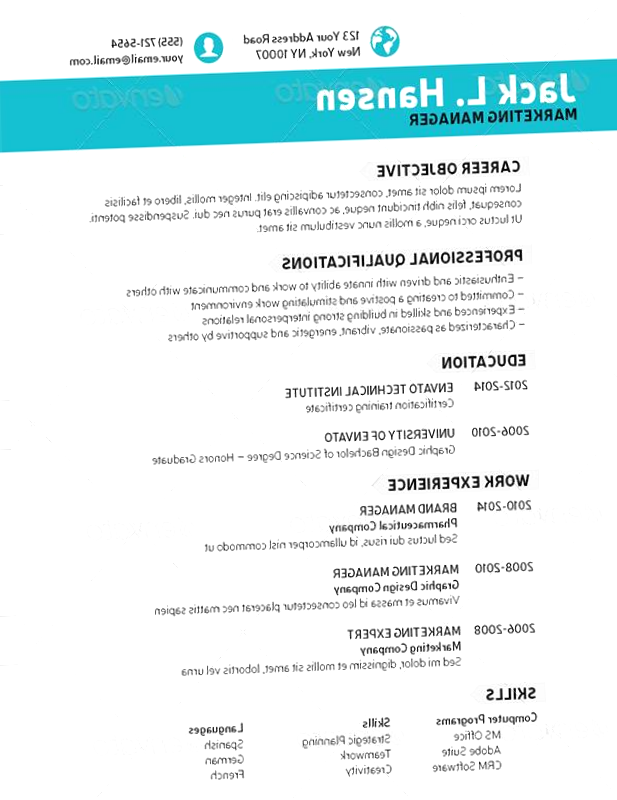 123 Your Address Road
New York, NY 10007
(555) 721-5654
your.email@email.com
envato
envato
Jack L. Hansen
MARKETING MANAGER
CAREER OBJECTIVE
Lorem ipsum dolor sit amet, consectetur adipiscing elit. Integer mollis, libero et facilisis
consequat, felis nibh tincidunt neque, ac convallis erat purus nec dui. Suspendisse potenti.
Ut luctus orci neque, a mollis nunc vestibulum sit amet.
PROFESSIONAL QUALIFICATIONS
– Enthusiastic and driven with innate ability to work and communicate with others
– Committed to creating a postive and stimulating work environment
– Experienced and skilled in building strong interpersonal relations
– Characterized as passionate, vibrant, energetic and supportive by others
EDUCATION
2012-2014 ENVATO TECHNICAL INSTITUTE
Certification training certificate
2006-2010 UNIVERSITY OF ENVATO
Graphic Design Bachelor of Science Degree – Honors Graduate
WORK EXPERIENCE
2010-2014 BRAND MANAGER
Pharmaceutical Company
Sed luctus dui risus, id ullamcorper nisl commodo ut
2008-2010 MARKETING MANAGER
Graphic Design Company
Vivamus et massa id leo consectetur placerat nec mattis sapien
2006-2008 MARKETING EXPERT
Marketing Company
Sed mi dolor, dignissim et mollis sit amet, lobortis vel urna
SKILLS
Computer Programs
MS Office
Adobe Suite
CRM Software
Skills
Strategic Planning
Teamwork
Creativity
Languages
Spanish
German
French